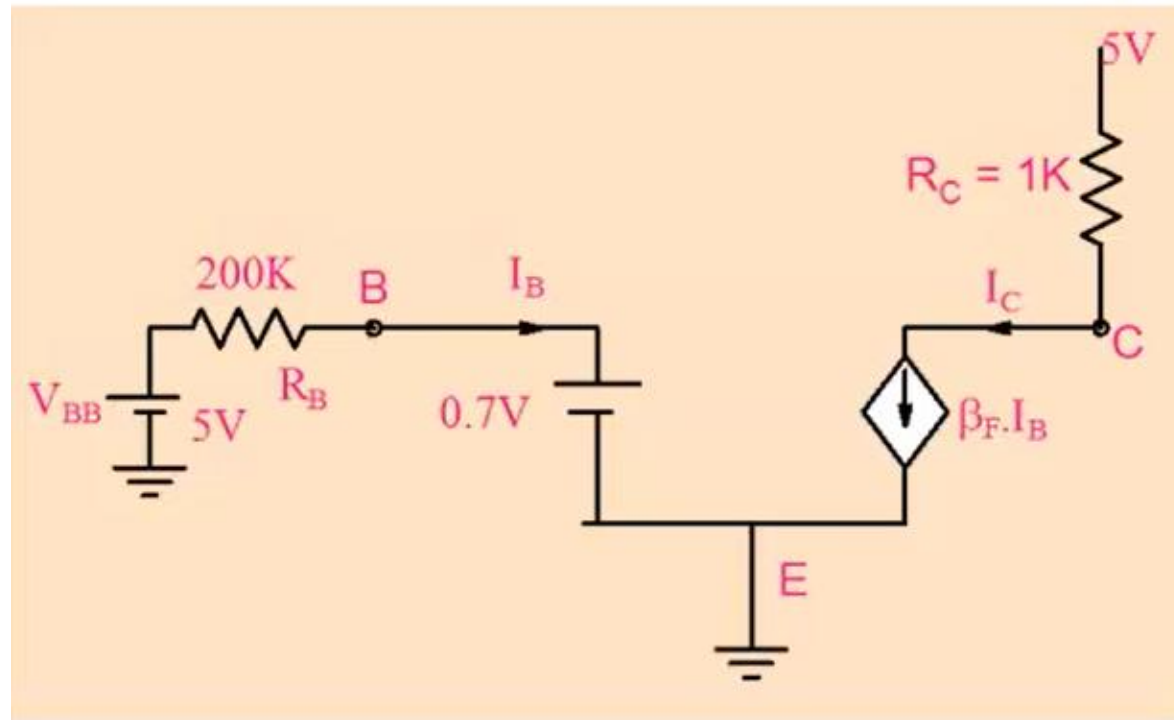 5V
R_C = 1K
200K
B
I_B
I_C
C
V_BB
5V
R_B
0.7V
β_F.I_B
E